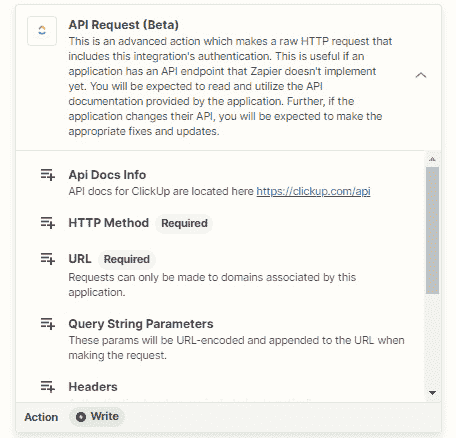 API Request (Beta)
This is an advanced action which makes a raw HTTP request that
includes this integration's authentication. This is useful if an
application has an API endpoint that Zapier doesn't implement
yet. You will be expected to read and utilize the API
documentation provided by the application. Further, if the
application changes their API, you will be expected to make the
appropriate fixes and updates.
Api Docs Info
API docs for ClickUp are located here https://clickup.com/api
HTTP Method Required
URL Required
Requests can only be made to domains associated by this
application.
Query String Parameters
These params will be URL-encoded and appended to the URL when
making the request.
Headers
Action Write